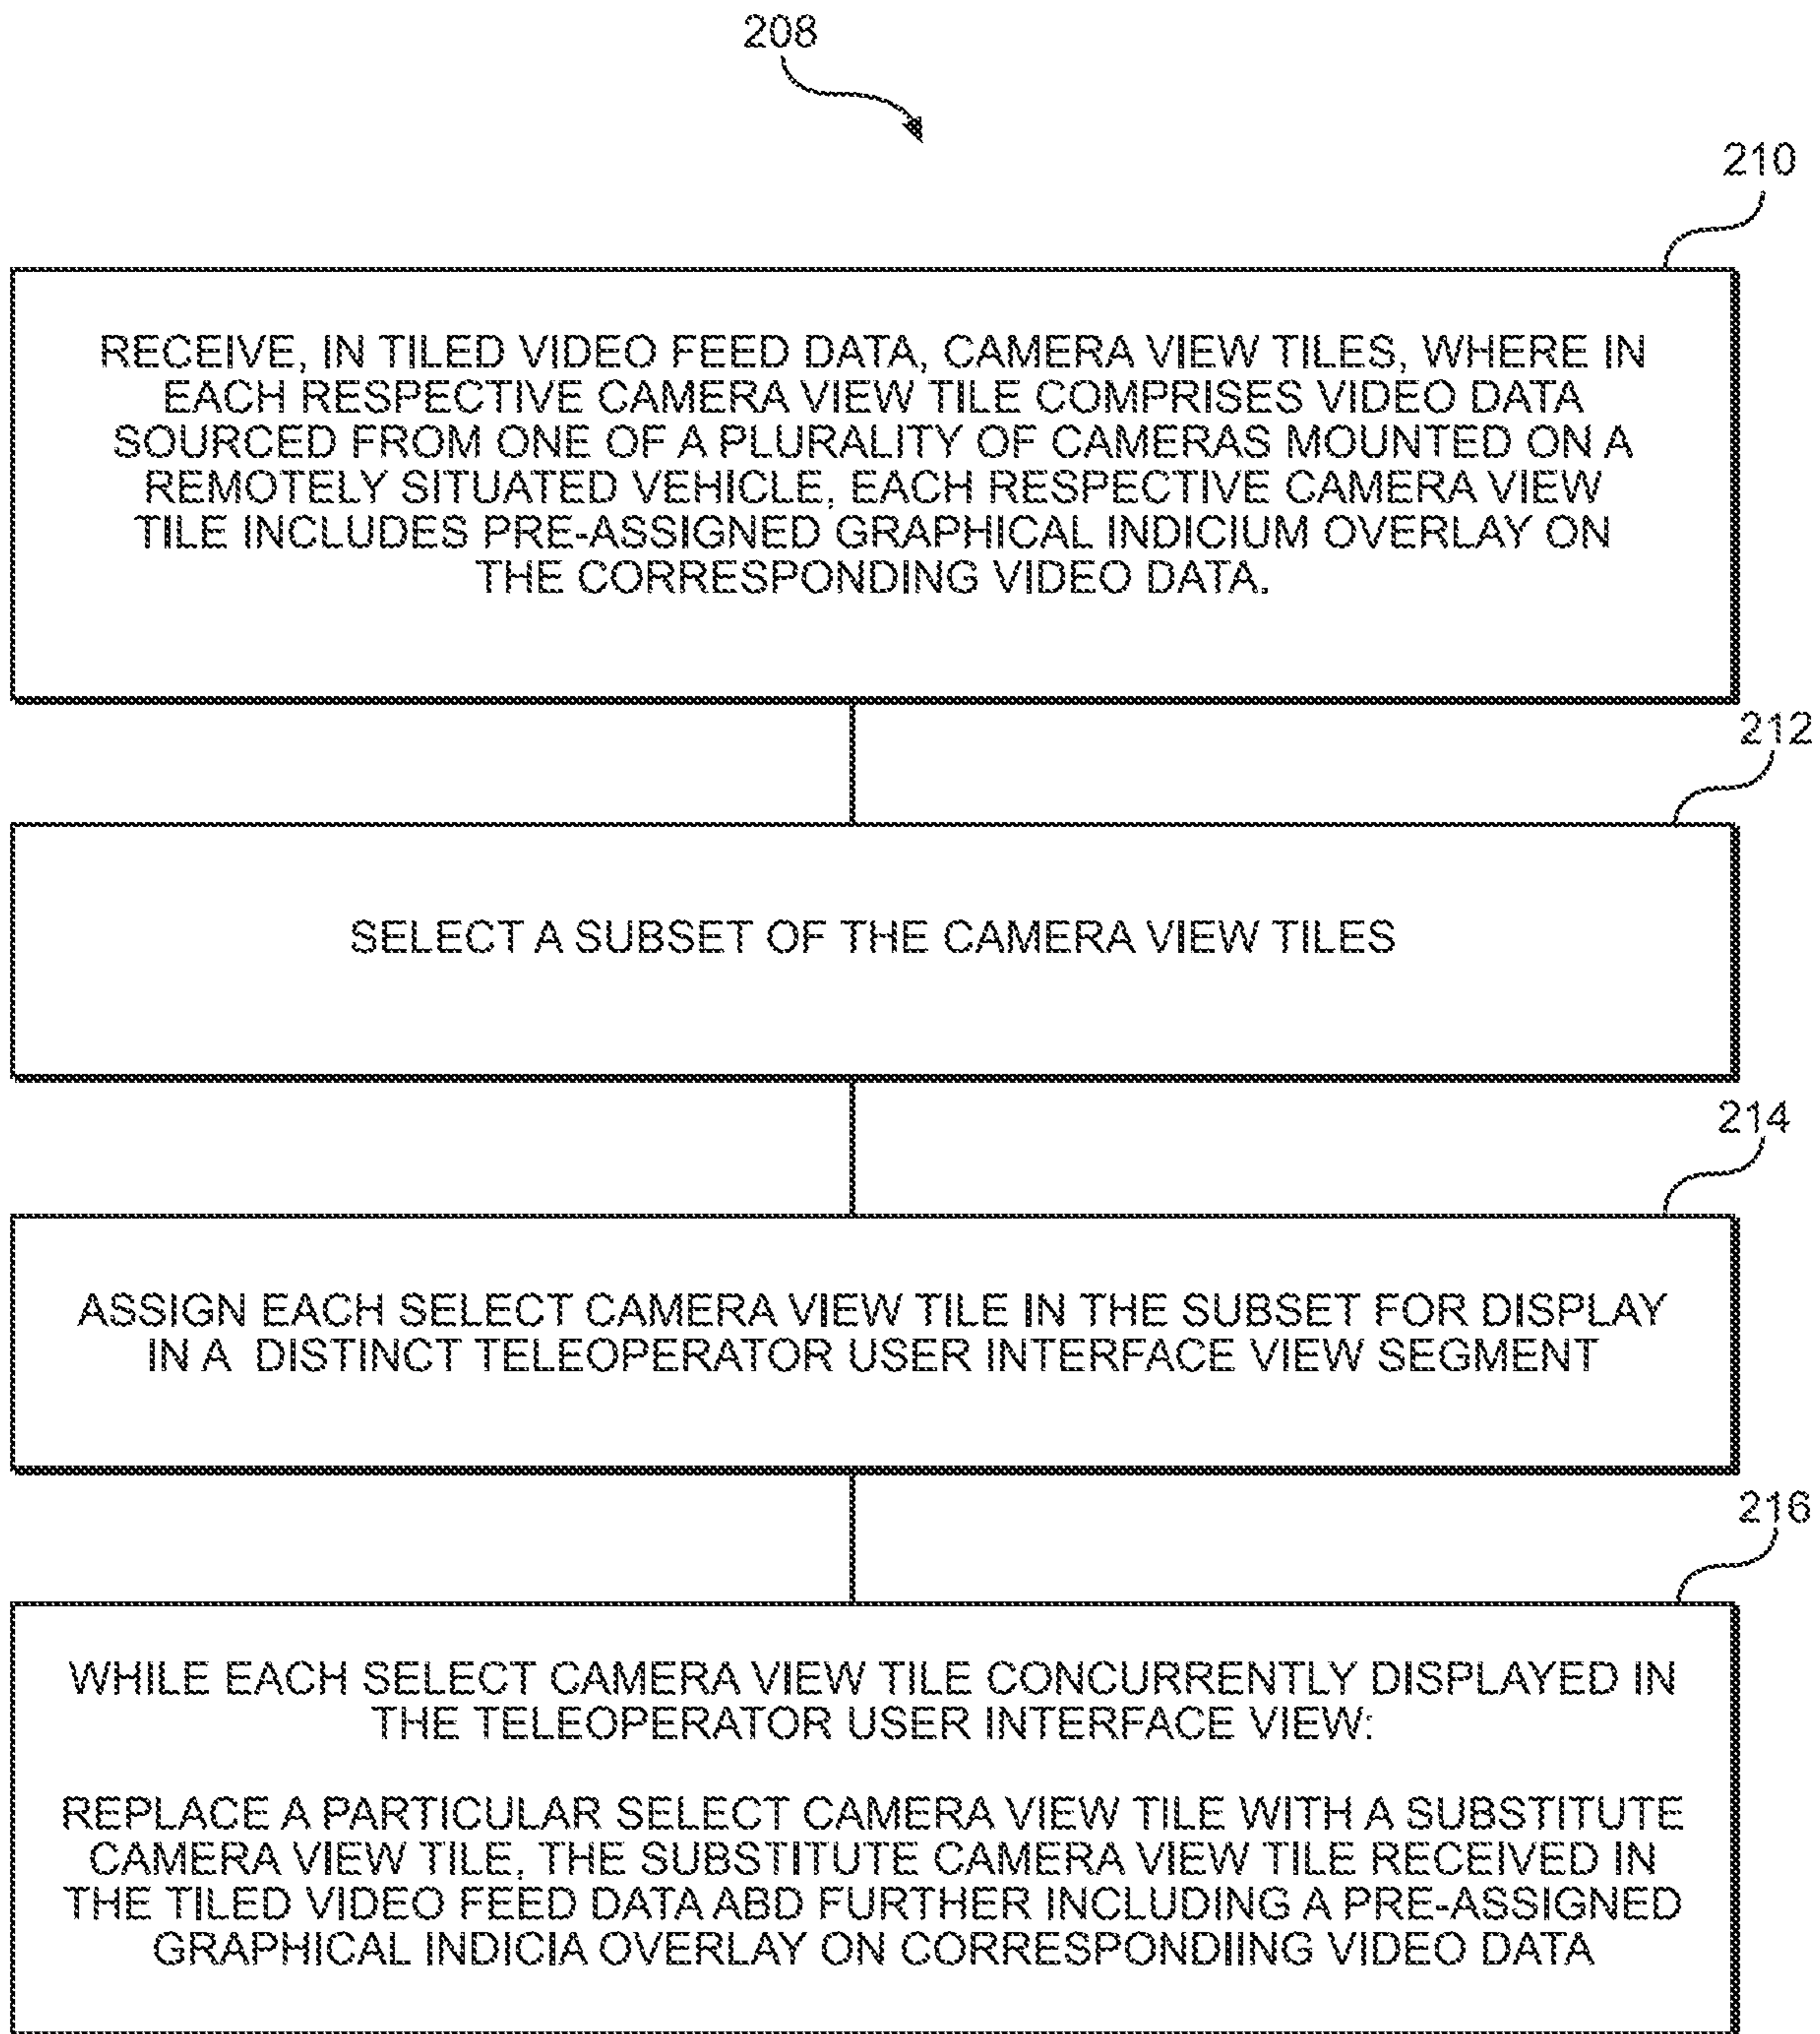 208
210
RECEIVE, IN TILED VIDEO FEED DATA, CAMERA VIEW TILES, WHERE IN
EACH RESPECTIVE CAMERA VIEW TILE COMPRISES VIDEO DATA
SOURCED FROM ONE OF A PLURALITY OF CAMERAS MOUNTED ON A
REMOTELY SITUATED VEHICLE, EACH RESPECTIVE CAMERA VIEW
TILE INCLUDES PRE-ASSIGNED GRAPHICAL INDICIUM OVERLAY ON
THE CORRESPONDING VIDEO DATA.
212
SELECT A SUBSET OF THE CAMERA VIEW TILES
214
ASSIGN EACH SELECT CAMERA VIEW TILE IN THE SUBSET FOR DISPLAY
IN A DISTINCT TELEOPERATOR USER INTERFACE VIEW SEGMENT
216
WHILE EACH SELECT CAMERA VIEW TILE CONCURRENTLY DISPLAYED IN
THE TELEOPERATOR USER INTERFACE VIEW:
REPLACE A PARTICULAR SELECT CAMERA VIEW TILE WITH A SUBSTITUTE
CAMERA VIEW TILE, THE SUBSTITUTE CAMERA VIEW TILE RECEIVED IN
THE TILED VIDEO FEED DATA ABD FURTHER INCLUDING A PRE-ASSIGNED
GRAPHICAL INDICIA OVERLAY ON CORRESPONDIING VIDEO DATA